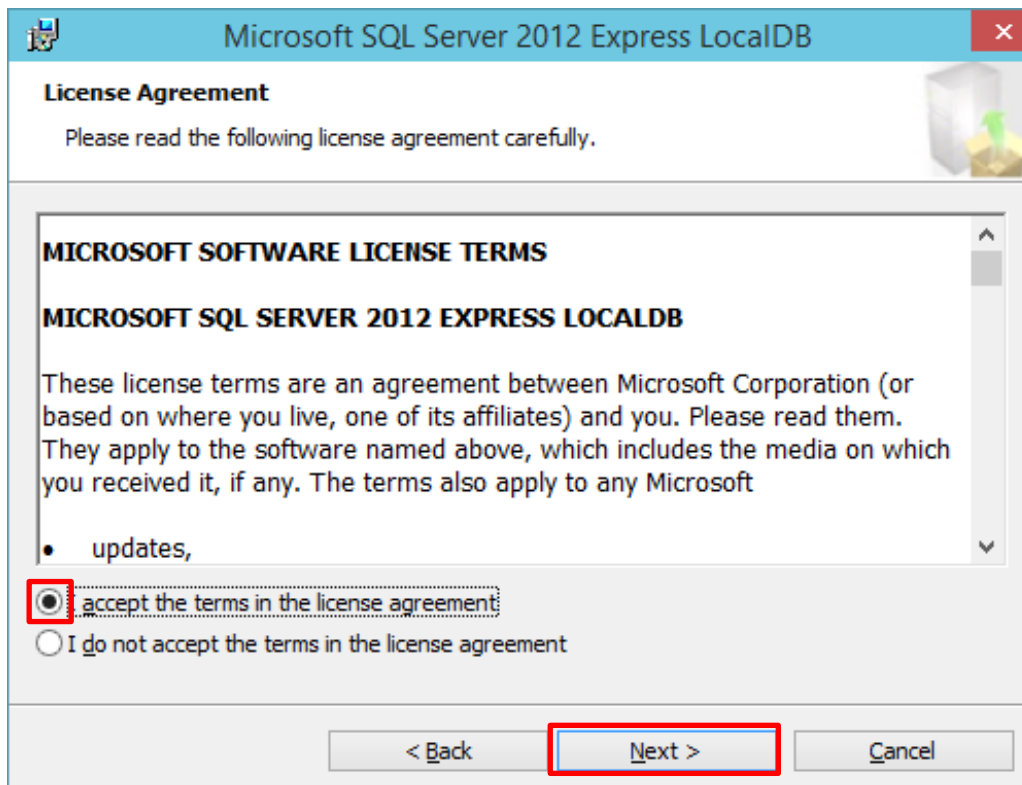 Microsoft SQL Server 2012 Express LocalDB
License Agreement
Please read the following license agreement carefully.
MICROSOFT SOFTWARE LICENSE TERMS
MICROSOFT SQL SERVER 2012 EXPRESS LOCALDB
These license terms are an agreement between Microsoft Corporation (or
based on where you live, one of its affiliates) and you. Please read them.
They apply to the software named above, which includes the media on which
you received it, if any. The terms also apply to any Microsoft
• updates,
I accept the terms in the license agreement
I do not accept the terms in the license agreement
< Back Next > Cancel